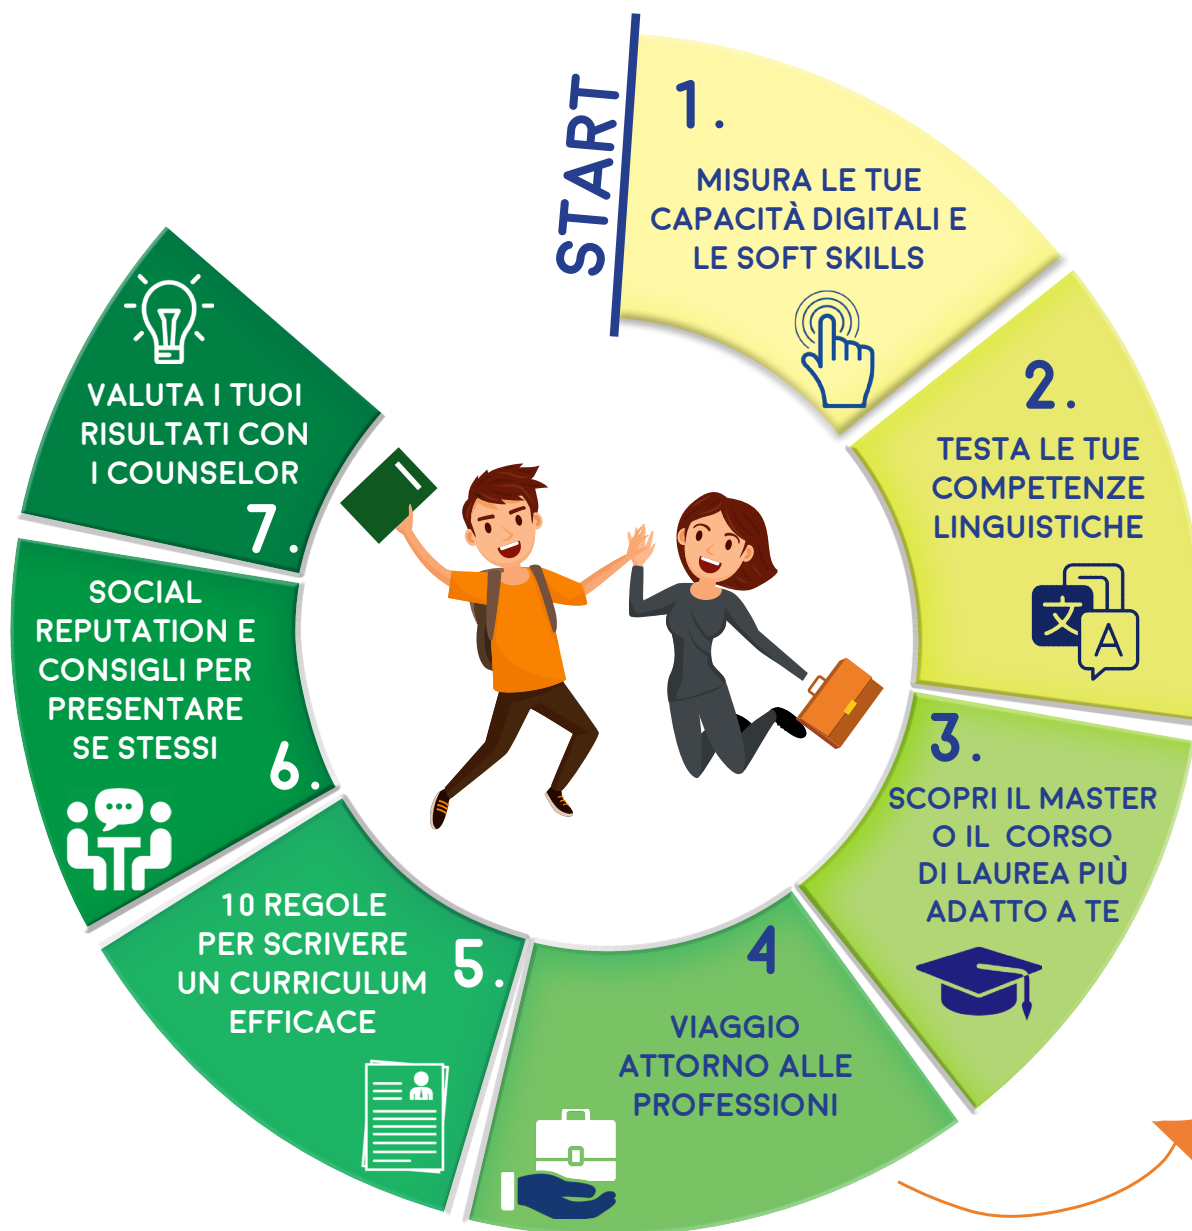 START
1.
MISURA LE TUE
CAPACITÀ DIGITALI E
LE SOFT SKILLS
2.
TESTA LE TUE
COMPETENZE
LINGUISTICHE
文
A
3.
SCOPRI IL MASTER
O IL CORSO
DI LAUREA PIÙ
ADATTO A TE
4
VIAGGIO
ATTORNO ALLE
PROFESSIONI
10 REGOLE
PER SCRIVERE
UN CURRICULUM
EFFICACE
5.
SOCIAL
REPUTATION E
CONSIGLI PER
PRESENTARE
SE STESSI
6.
VALUTA I TUOI
RISULTATI CON
I COUNSELOR
7.